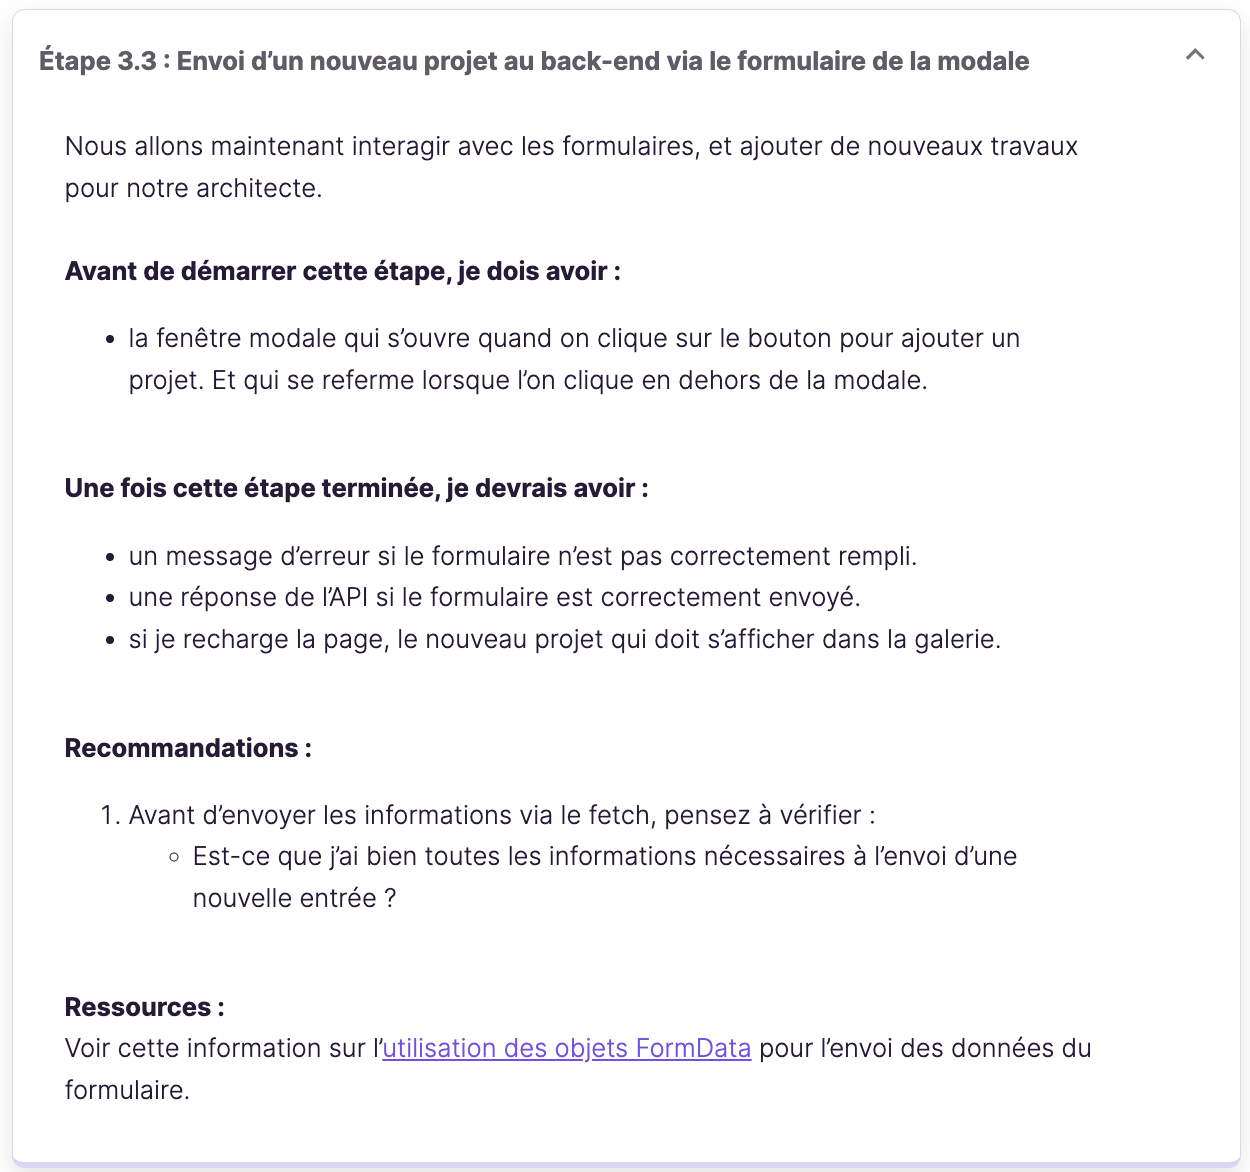 Étape 3.3 : Envoi d’un nouveau projet au back-end via le formulaire de la modale
Nous allons maintenant interagir avec les formulaires, et ajouter de nouveaux travaux
pour notre architecte.
Avant de démarrer cette étape, je dois avoir :
• la fenêtre modale qui s’ouvre quand on clique sur le bouton pour ajouter un
projet. Et qui se referme lorsque l’on clique en dehors de la modale.
Une fois cette étape terminée, je devrais avoir :
• un message d’erreur si le formulaire n’est pas correctement rempli.
• une réponse de l’API si le formulaire est correctement envoyé.
• si je recharge la page, le nouveau projet qui doit s’afficher dans la galerie.
Recommandations :
1. Avant d’envoyer les informations via le fetch, pensez à vérifier :
◦ Est-ce que j’ai bien toutes les informations nécessaires à l’envoi d’une
nouvelle entrée ?
Ressources :
Voir cette information sur l’utilisation des objets FormData pour l’envoi des données du
formulaire.